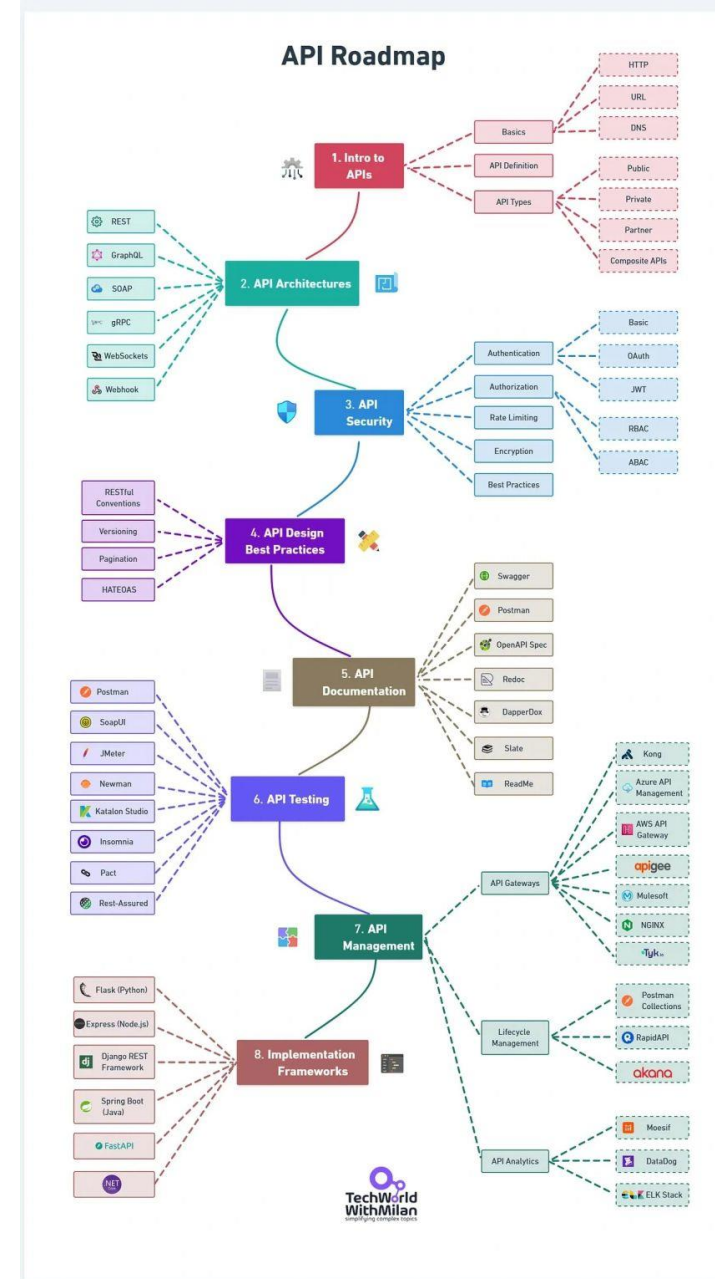 API Roadmap
1. Intro to
APIs
Basics
HTTP
URL
DNS
API Definition
API Types
Public
Private
Partner
Composite APIs
2. API Architectures
REST
GraphQL
SOAP
gRPC
WebSockets
Webhook
3. API
Security
Authentication
Basic
OAuth
JWT
Authorization
RBAC
ABAC
Rate Limiting
Encryption
Best Practices
4. API Design
Best Practices
RESTful
Conventions
Versioning
Pagination
HATEOAS
5. API
Documentation
Swagger
Postman
OpenAPI Spec
Redoc
DapperDox
Slate
ReadMe
6. API Testing
Postman
SoapUI
JMeter
Newman
Katalon Studio
Insomnia
Pact
Rest-Assured
7. API
Management
API Gateways
Kong
Azure API
Management
AWS API
Gateway
apigee
Mulesoft
NGINX
Tyk.io
Lifecycle
Management
Postman
Collections
RapidAPI
akana
API Analytics
Moesif
DataDog
ELK Stack
8. Implementation
Frameworks
Flask (Python)
Express (Node.js)
dj
Django REST
Framework
Spring Boot
(Java)
FastAPI
.NET
TechWorld
WithMilan
simplifying complex topics